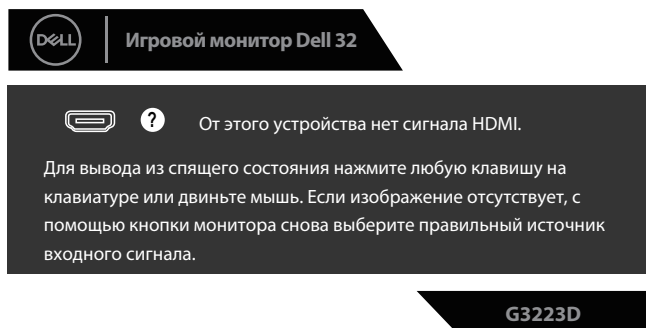 DELL
Игровой монитор Dell 32
? От этого устройства нет сигнала HDMI.
Для вывода из спящего состояния нажмите любую клавишу на
клавиатуре или двиньте мышь. Если изображение отсутствует, с
помощью кнопки монитора снова выберите правильный источник
входного сигнала.
G3223D